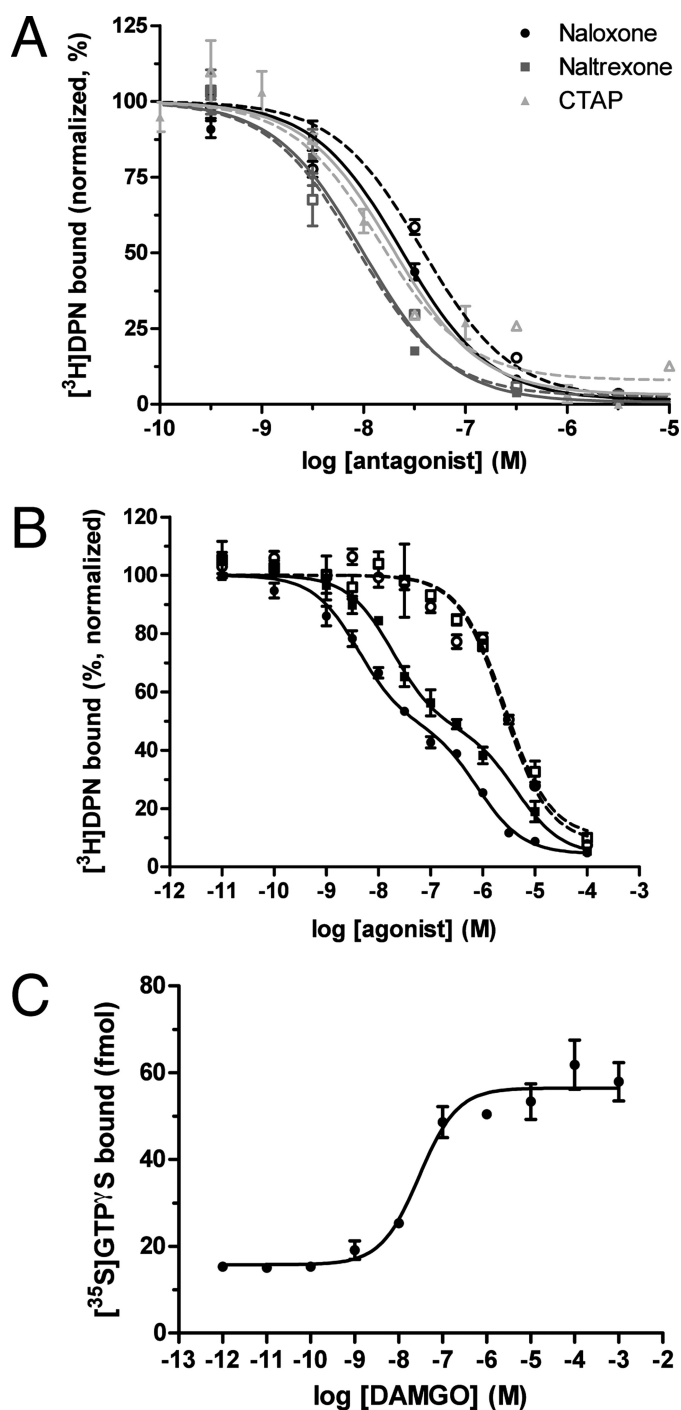 A
[³H]DPN bound (normalized, %)
125
100
75
50
25
0
-10 -9 -8 -7 -6 -5
log [antagonist] (M)
Naloxone
Naltrexone
CTAP
B
[³H]DPN bound (%, normalized)
120
100
80
60
40
20
0
-12 -11 -10 -9 -8 -7 -6 -5 -4 -3
log [agonist] (M)
C
[³⁵S]GTPγS bound (fmol)
80
60
40
20
0
-13 -12 -11 -10 -9 -8 -7 -6 -5 -4 -3 -2
log [DAMGO] (M)